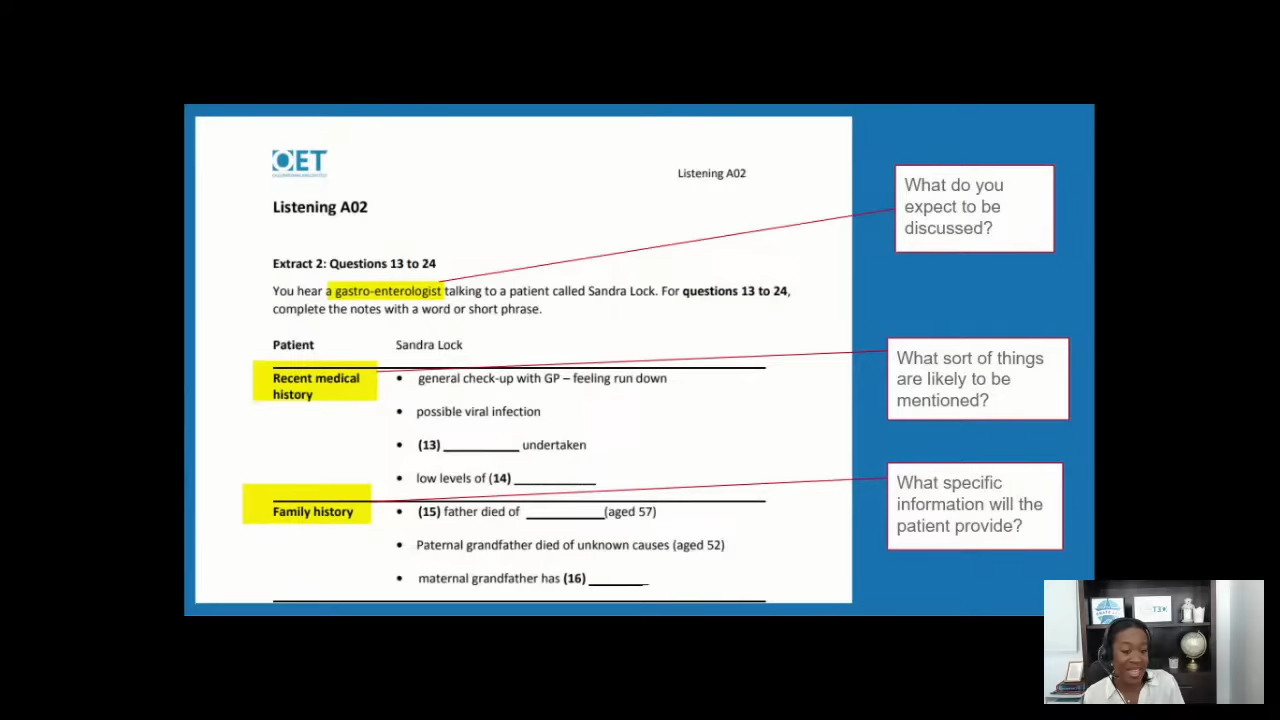 OET
Listening A02
Listening A02
Extract 2: Questions 13 to 24
You hear a gastro-enterologist talking to a patient called Sandra Lock. For questions 13 to 24,
complete the notes with a word or short phrase.
Patient Sandra Lock
Recent medical
history
• general check-up with GP – feeling run down
• possible viral infection
• (13) __________ undertaken
• low levels of (14) __________
Family history
• (15) father died of __________(aged 57)
• Paternal grandfather died of unknown causes (aged 52)
• maternal grandfather has (16) ________
What do you
expect to be
discussed?
What sort of things
are likely to be
mentioned?
What specific
information will the
patient provide?